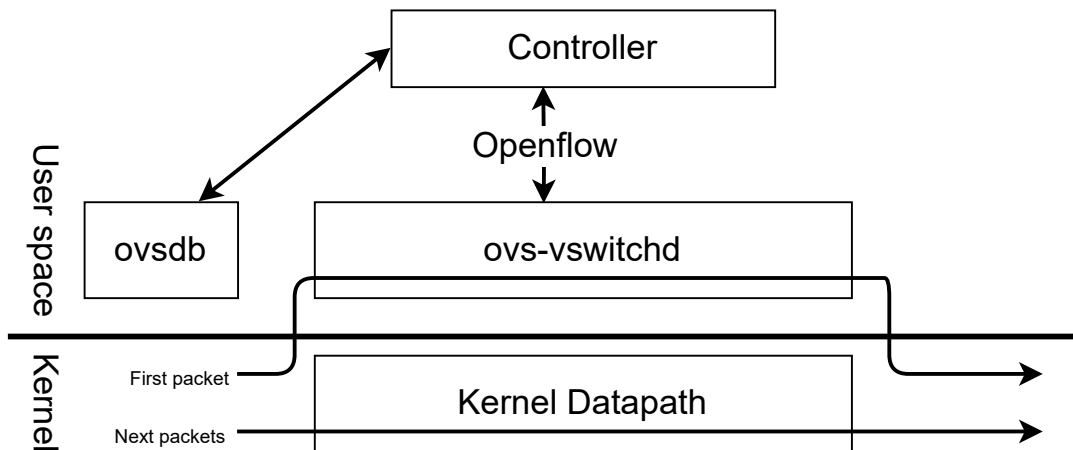 Controller
Openflow
User space
ovsdb
ovs-vswitchd
Kernel
First packet
Kernel Datapath
Next packets